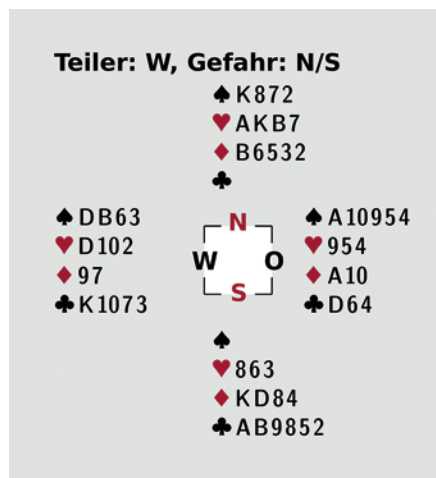 Teiler: W, Gefahr: N/S
♠K872
♥AKB7
♦B6532
♣
♠DB63
♥D102
♦97
♣K1073
N
W O
S
♠A10954
♥954
♦A10
♣D64
♠
♥863
♦KD84
♣AB9852